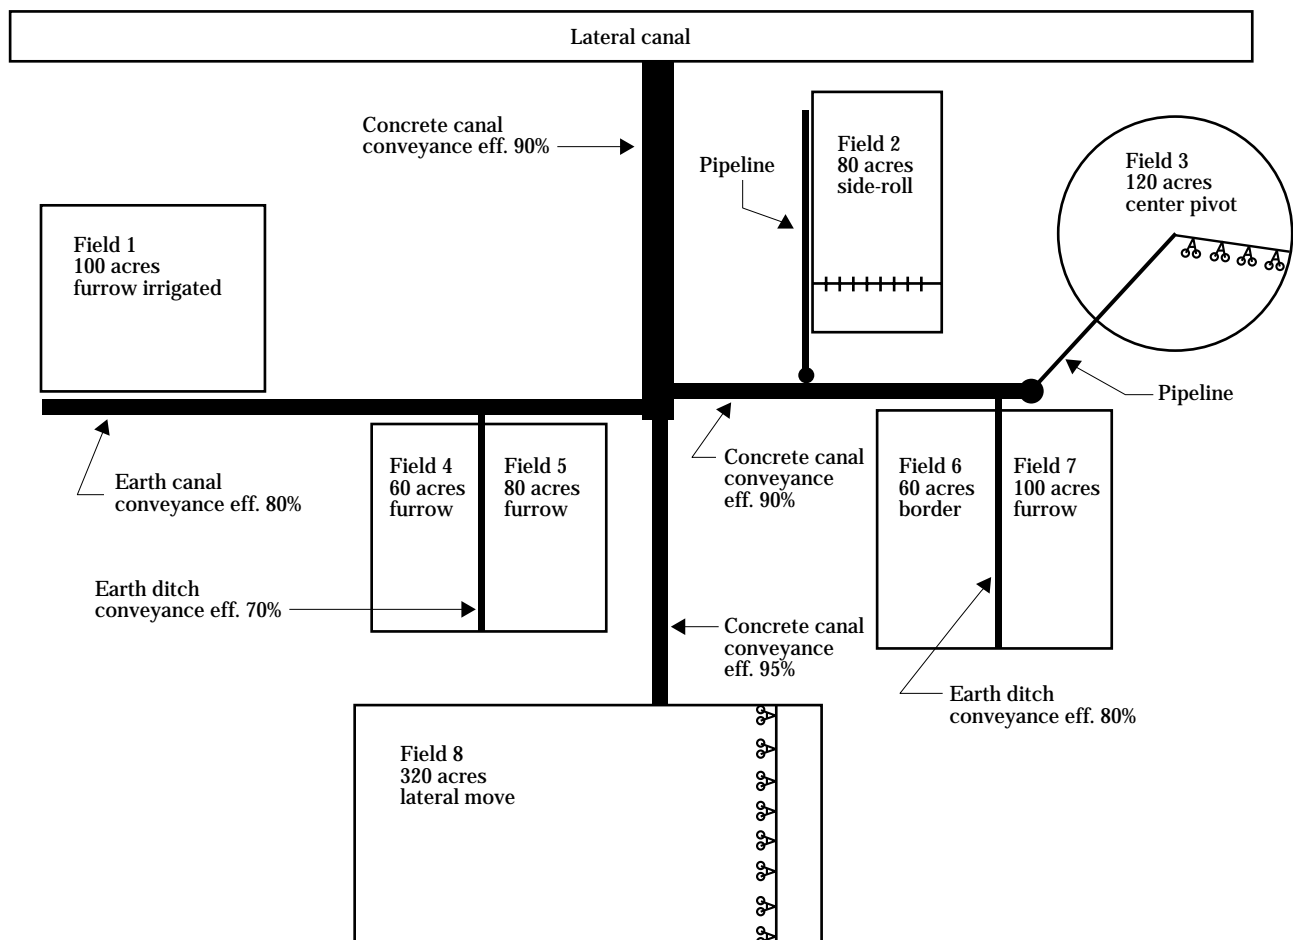 Lateral canal
Concrete canal
conveyance eff. 90%
Pipeline
Field 2
80 acres
side-roll
Field 3
120 acres
center pivot
Field 1
100 acres
furrow irrigated
Pipeline
Earth canal
conveyance eff. 80%
Field 4
60 acres
furrow
Field 5
80 acres
furrow
Concrete canal
conveyance
eff. 90%
Field 6
60 acres
border
Field 7
100 acres
furrow
Earth ditch
conveyance eff. 70%
Concrete canal
conveyance
eff. 95%
Earth ditch
conveyance eff. 80%
Field 8
320 acres
lateral move